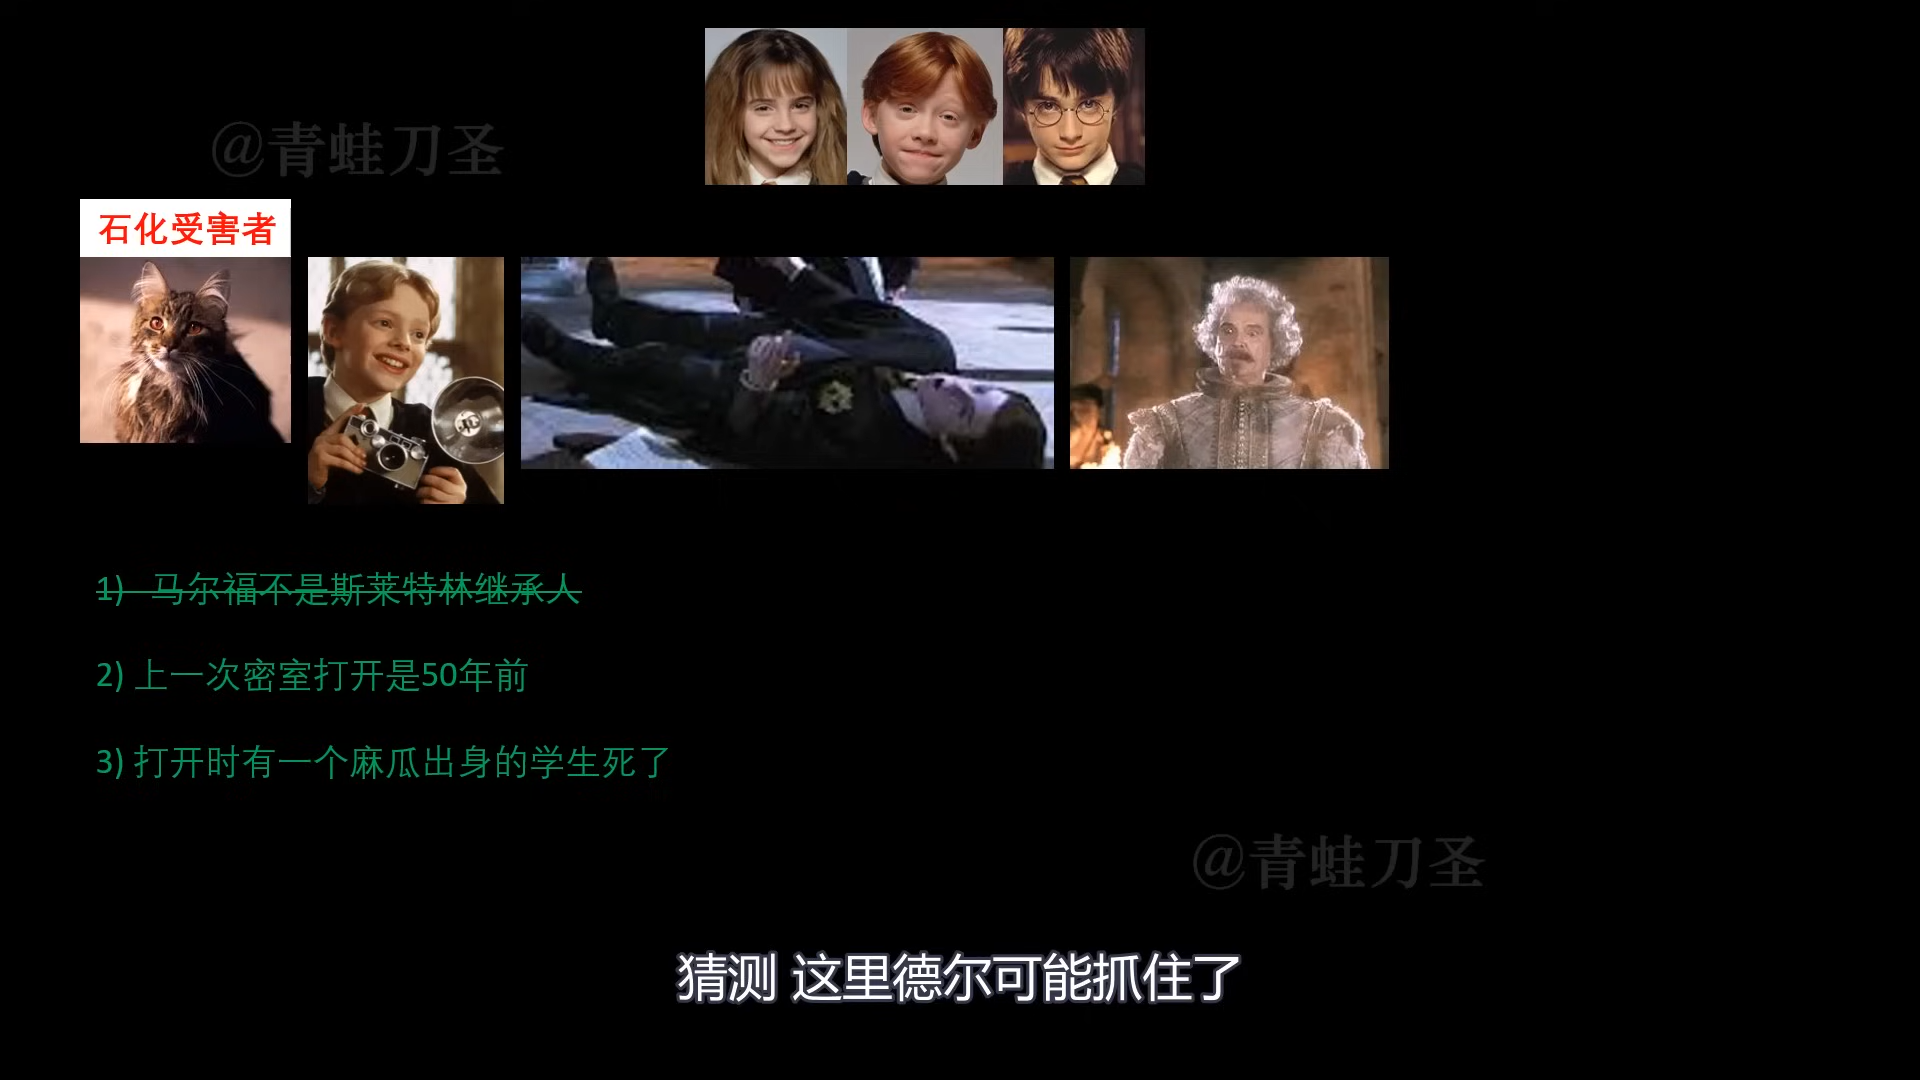 @青蛙刀圣
石化受害者
1) 马尔福不是斯莱特林继承人
2) 上一次密室打开是50年前
3) 打开时有一个麻瓜出身的学生死了
@青蛙刀圣
猜测 这里德尔可能抓住了